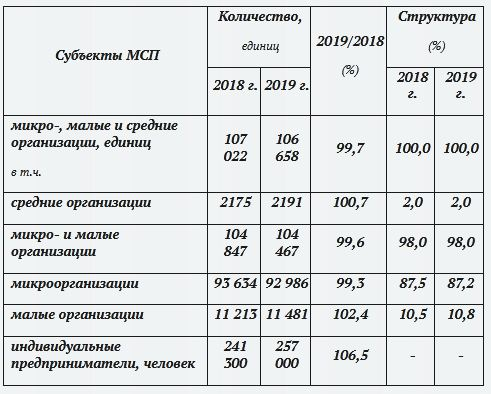 Субъекты МСП Количество, единиц 2019/2018 (%) Структура (%)
2018 г. 2019 г. 2018 г. 2019 г.
микро-, малые и средние
организации, единиц
в т.ч.
107 022 106 658 99,7 100,0 100,0
средние организации 2175 2191 100,7 2,0 2,0
микро- и малые
организации
104 847 104 467 99,6 98,0 98,0
микроорганизации 93 634 92 986 99,3 87,5 87,2
малые организации 11 213 11 481 102,4 10,5 10,8
индивидуальные
предприниматели, человек
241 300 257 000 106,5 - -